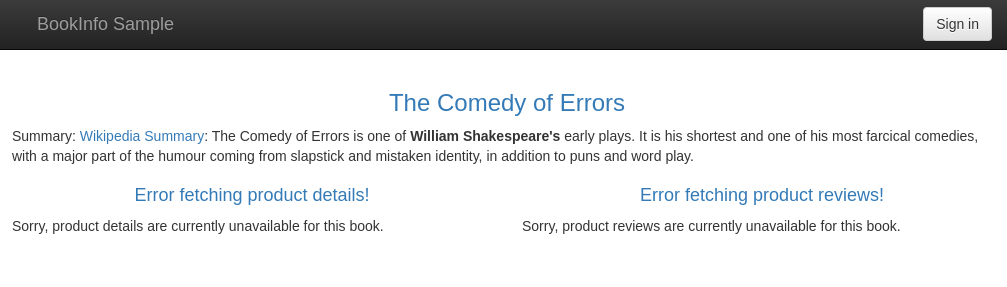 BookInfo Sample
Sign in
The Comedy of Errors
Summary: Wikipedia Summary: The Comedy of Errors is one of William Shakespeare's early plays. It is his shortest and one of his most farcical comedies,
with a major part of the humour coming from slapstick and mistaken identity, in addition to puns and word play.
Error fetching product details!
Sorry, product details are currently unavailable for this book.
Error fetching product reviews!
Sorry, product reviews are currently unavailable for this book.